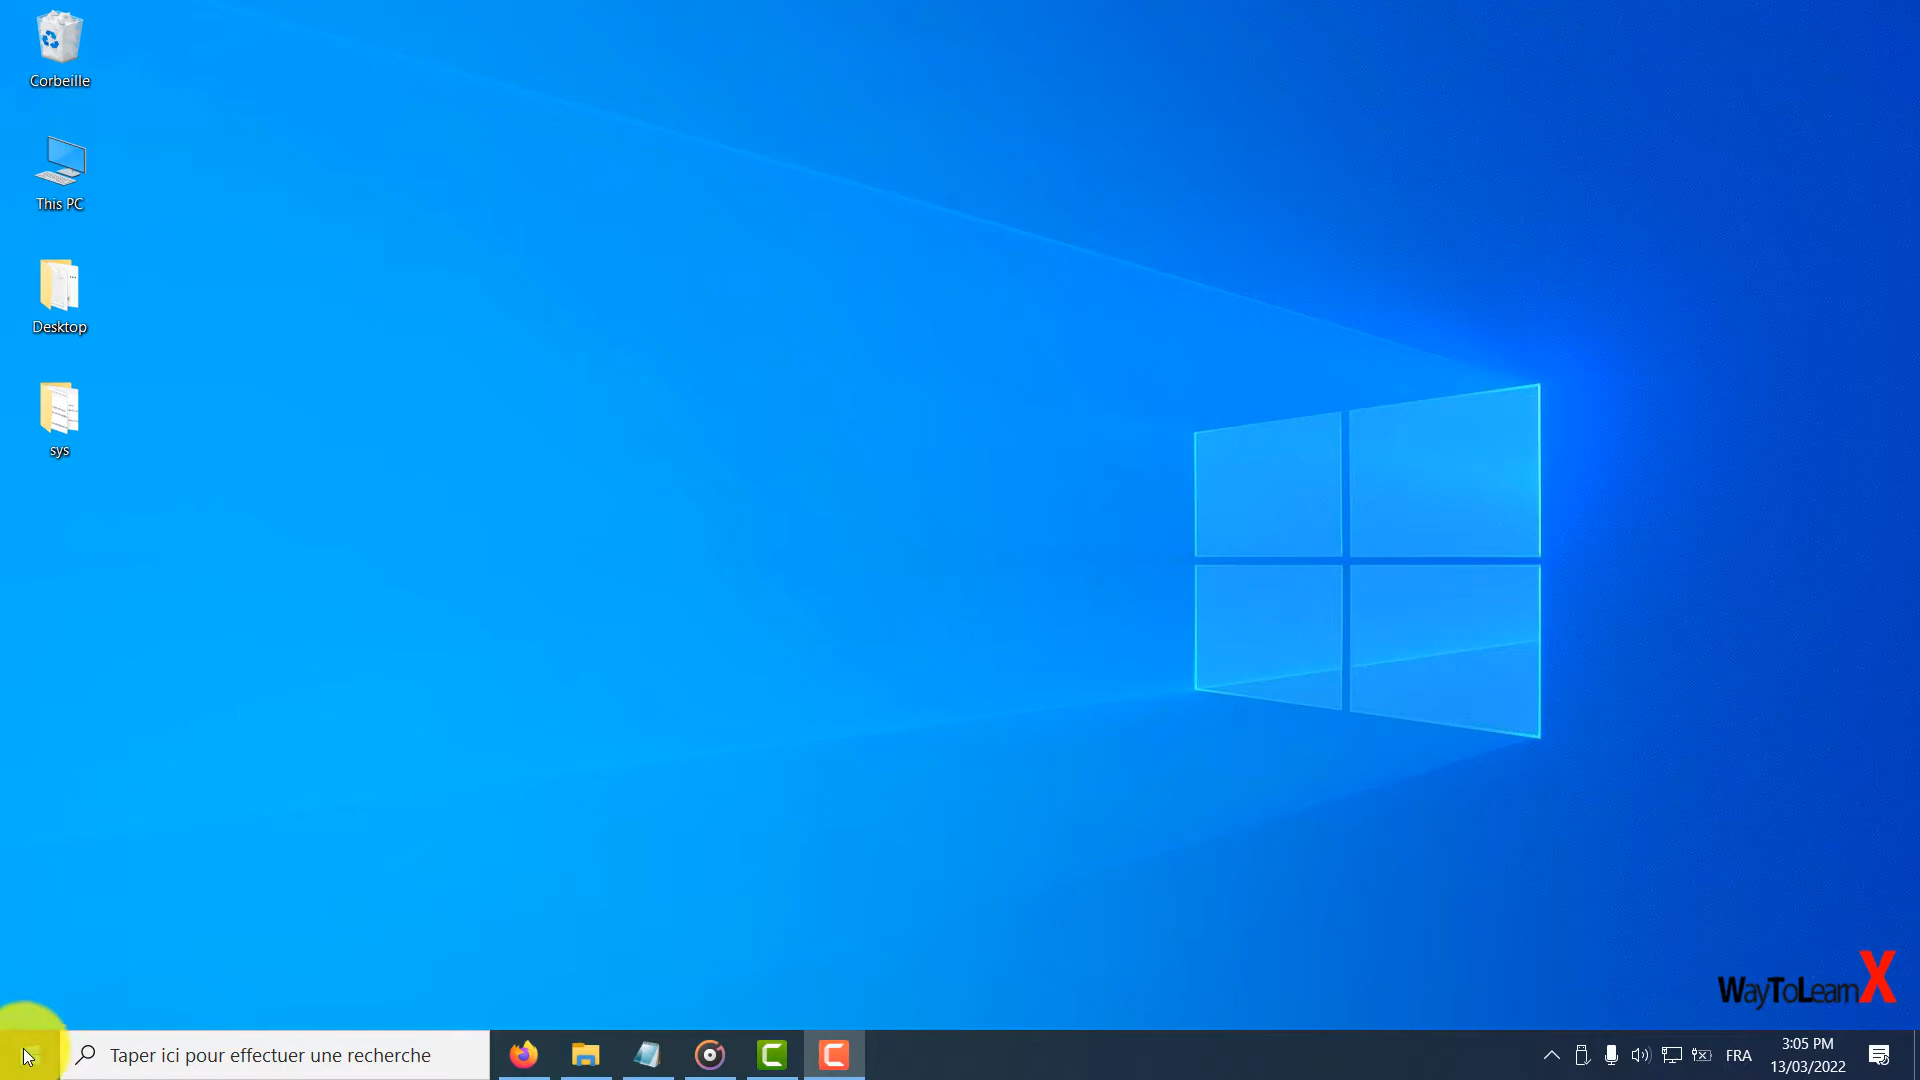 Corbeille
This PC
Desktop
sys
WayToLearnX
Taper ici pour effectuer une recherche
FRA
3:05 PM
13/03/2022